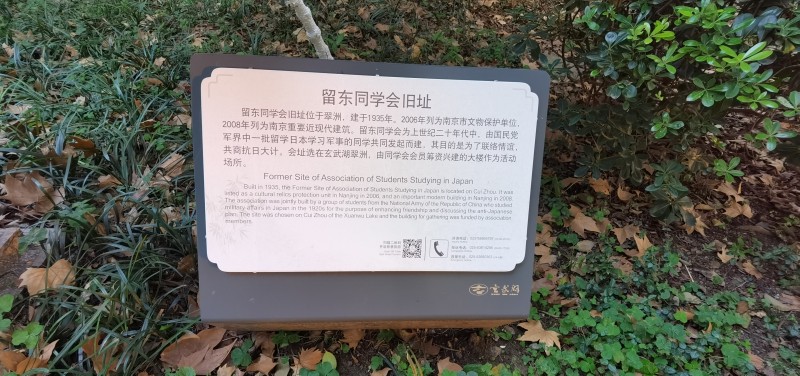 留东同学会旧址
留东同学会旧址位于翠洲，建于1935年。2006年列为南京市文物保护单位，
2008年列为南京重要近现代建筑。留东同学会为上世纪二十年代中，由国民党
军界中一批留学日本学习军事的同学共同发起而建，其目的是为了联络情谊，
共商抗日大计，会址选在玄武湖翠洲，由同学会会员筹资兴建的大楼作为活动
场所。
Former Site of Association of Students Studying in Japan
Built in 1935, the Former Site of Association of Students Studying in Japan is located on Cui Zhou. It was
listed as a cultural relics protection unit in Nanjing in 2006, and an important modern building in Nanjing in 2008.
The association was jointly built by a group of students from the National Army of the Republic of China who studied
military affairs in Japan in the 1920s for the purpose of enhancing friendship and discussing the anti-Japanese
plan. The site was chosen on Cui Zhou of the Xuanwu Lake and the building for gathering was funded by association
members.
玄武湖